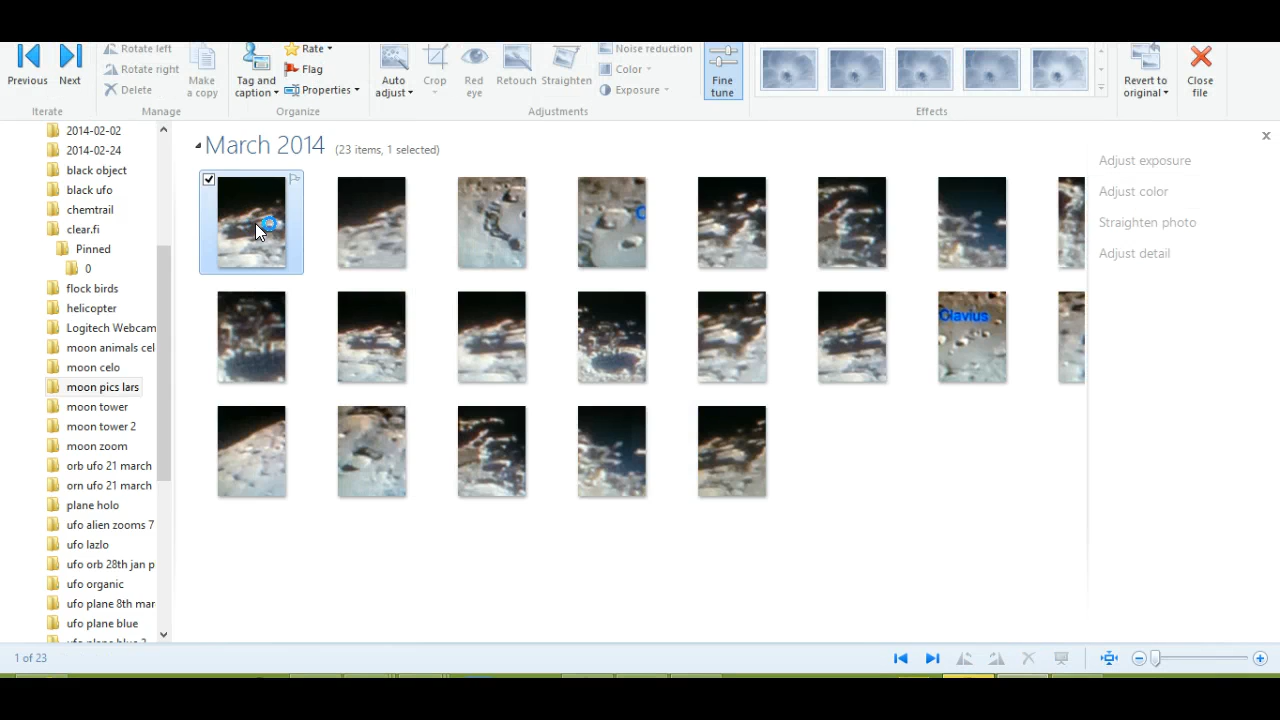 Previous
Next
Rotate left
Rotate right
Delete
Make a copy
Tag and caption
Rate
Flag
Properties
Auto adjust
Crop
Red eye
Retouch
Straighten
Noise reduction
Color
Exposure
Fine tune
Revert to original
Close file
Iterate
Manage
Organize
Adjustments
Effects
2014-02-02
2014-02-24
black object
black ufo
chemtrail
clear.fi
Pinned
0
flock birds
helicopter
Logitech Webcam
moon animals cel
moon celo
moon pics lars
moon tower
moon tower 2
moon zoom
orb ufo 21 march
orn ufo 21 march
plane holo
ufo alien zooms 7
ufo lazlo
ufo orb 28th jan p
ufo organic
ufo plane 8th mar
ufo plane blue
ufo plane blue 2
March 2014 (23 items, 1 selected)
Clavius
Adjust exposure
Adjust color
Straighten photo
Adjust detail
1 of 23